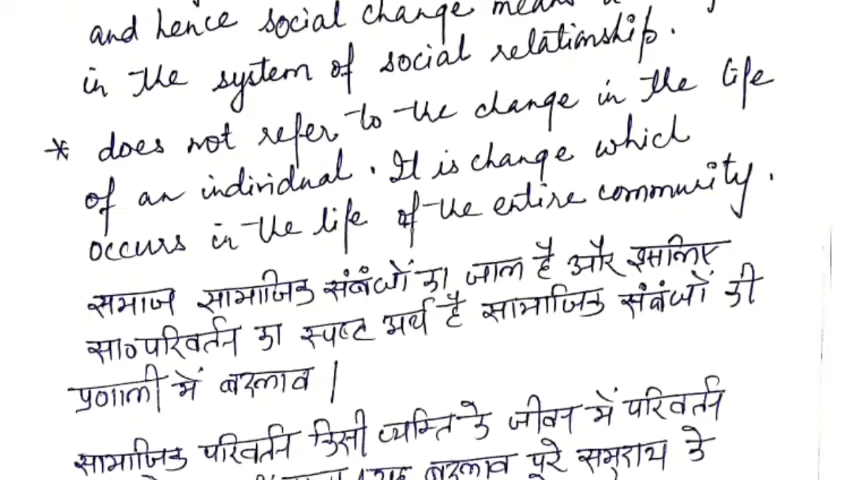 and hence social change means
in the system of social relationship.
* does not refer to the change in the life
of an individual. It is change which
occurs in the life of the entire community.
समाज सामाजिक संबंधों का जाल है और इसलिए
सा० परिवर्तन का स्पष्ट अर्थ है सामाजिक संबंधों की
प्रणाली में बदलाव |
सामाजिक परिवर्तन किसी व्यक्ति के जीवन में परिवर्तन
बदलाव पूरे समुदाय के